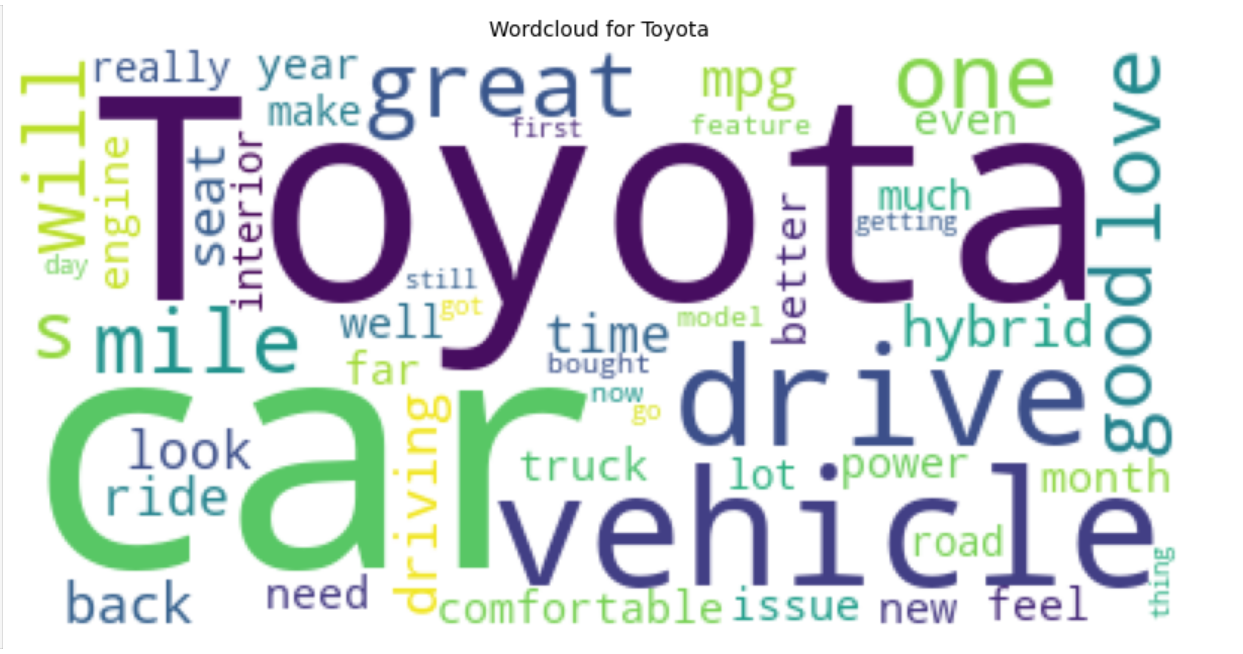 Wordcloud for Toyota
really
year
great
mpg
one
love
will
make
first
feature
even
Toyota
engine
seat
interior
better
much
getting
day
still
got
good
s
mile
well
time
model
hybrid
far
bought
now
go
drive
car
look
ride
driving
truck
lot
power
month
vehicle
road
thing
back
need
comfortable
issue
new
feel